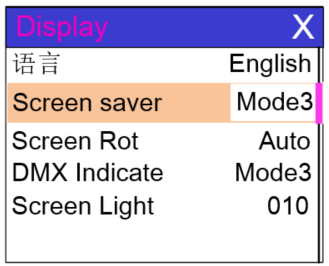 Display X
语言 English
Screen saver Mode3
Screen Rot Auto
DMX Indicate Mode3
Screen Light 010